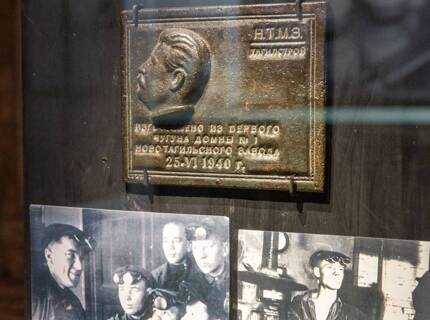 Н.Т.М.З.
ТАГИЛСТРОЙ
ИЗГОТОВЛЕНО ИЗ ПЕРВОГО
ЧУГУНА ДОМНЫ № 1
НОВОТАГИЛЬСКОГО ЗАВОДА
25-VI 1940 г.